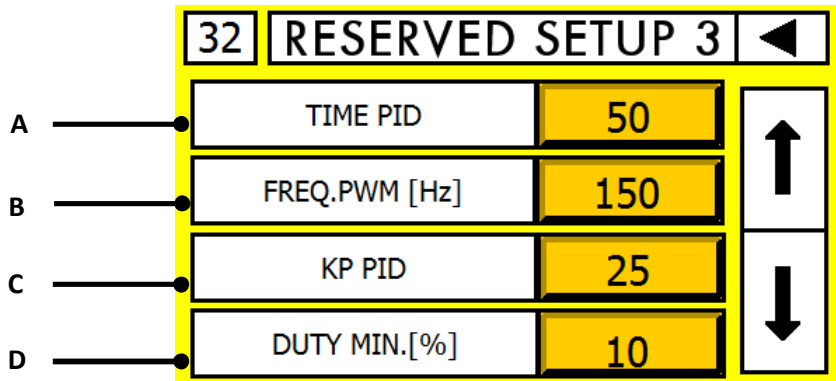 32 RESERVED SETUP 3
A TIME PID 50
B FREQ.PWM [Hz] 150
C KP PID 25
D DUTY MIN.[%] 10